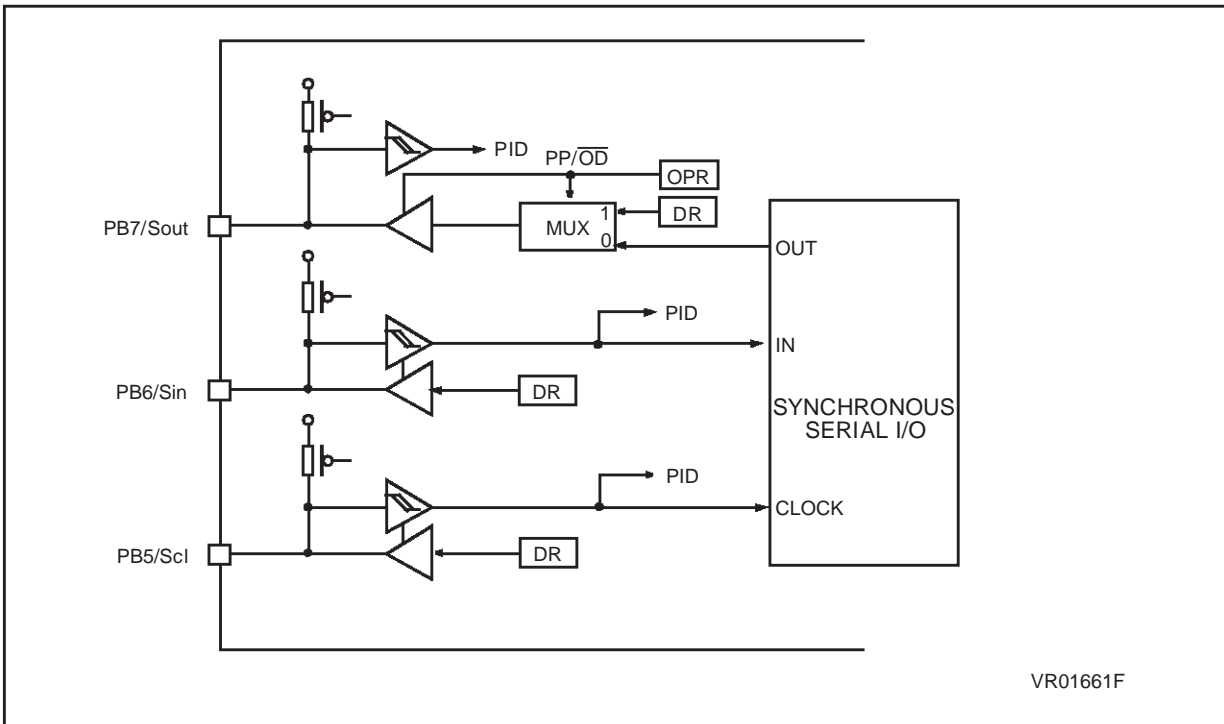 PID
PP/OD
OPR
PB7/Sout
MUX
1
0
DR
OUT
PID
IN
PB6/Sin
DR
SYNCHRONOUS
SERIAL I/O
PID
CLOCK
PB5/Scl
DR
VR01661F